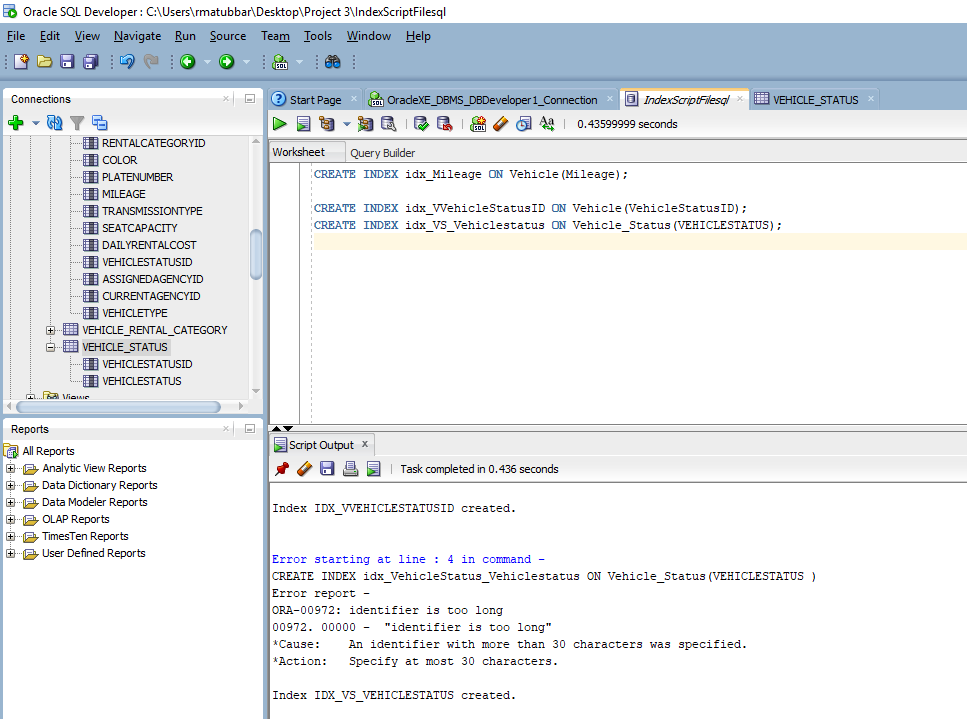 Oracle SQL Developer : C:\Users\rmatubbar\Desktop\Project 3\IndexScriptFilesql
File Edit View Navigate Run Source Team Tools Window Help
Connections
RENTALCATEGORYID
COLOR
PLATENUMBER
MILEAGE
TRANSMISSIONTYPE
SEATCAPACITY
DAILYRENTALCOST
VEHICLESTATUSID
ASSIGNEDAGENCYID
CURRENTAGENCYID
VEHICLETYPE
VEHICLE_RENTAL_CATEGORY
VEHICLE_STATUS
VEHICLESTATUSID
VEHICLESTATUS
Views
Reports
All Reports
Analytic View Reports
Data Dictionary Reports
Data Modeler Reports
OLAP Reports
TimesTen Reports
User Defined Reports
Start Page OracleXE_DBMS_DBDeveloper1_Connection IndexScriptFilesql VEHICLE_STATUS
0.43599999 seconds
Worksheet Query Builder
CREATE INDEX idx_Mileage ON Vehicle(Mileage);
CREATE INDEX idx_VVehicleStatusID ON Vehicle(VehicleStatusID);
CREATE INDEX idx_VS_Vehiclestatus ON Vehicle_Status(VEHICLESTATUS);
Script Output
Task completed in 0.436 seconds
Index IDX_VVEHICLESTATUSID created.
Error starting at line : 4 in command -
CREATE INDEX idx_VehicleStatus_Vehiclestatus ON Vehicle_Status(VEHICLESTATUS )
Error report -
ORA-00972: identifier is too long
00972. 00000 -  "identifier is too long"
*Cause:    An identifier with more than 30 characters was specified.
*Action:   Specify at most 30 characters.
Index IDX_VS_VEHICLESTATUS created.